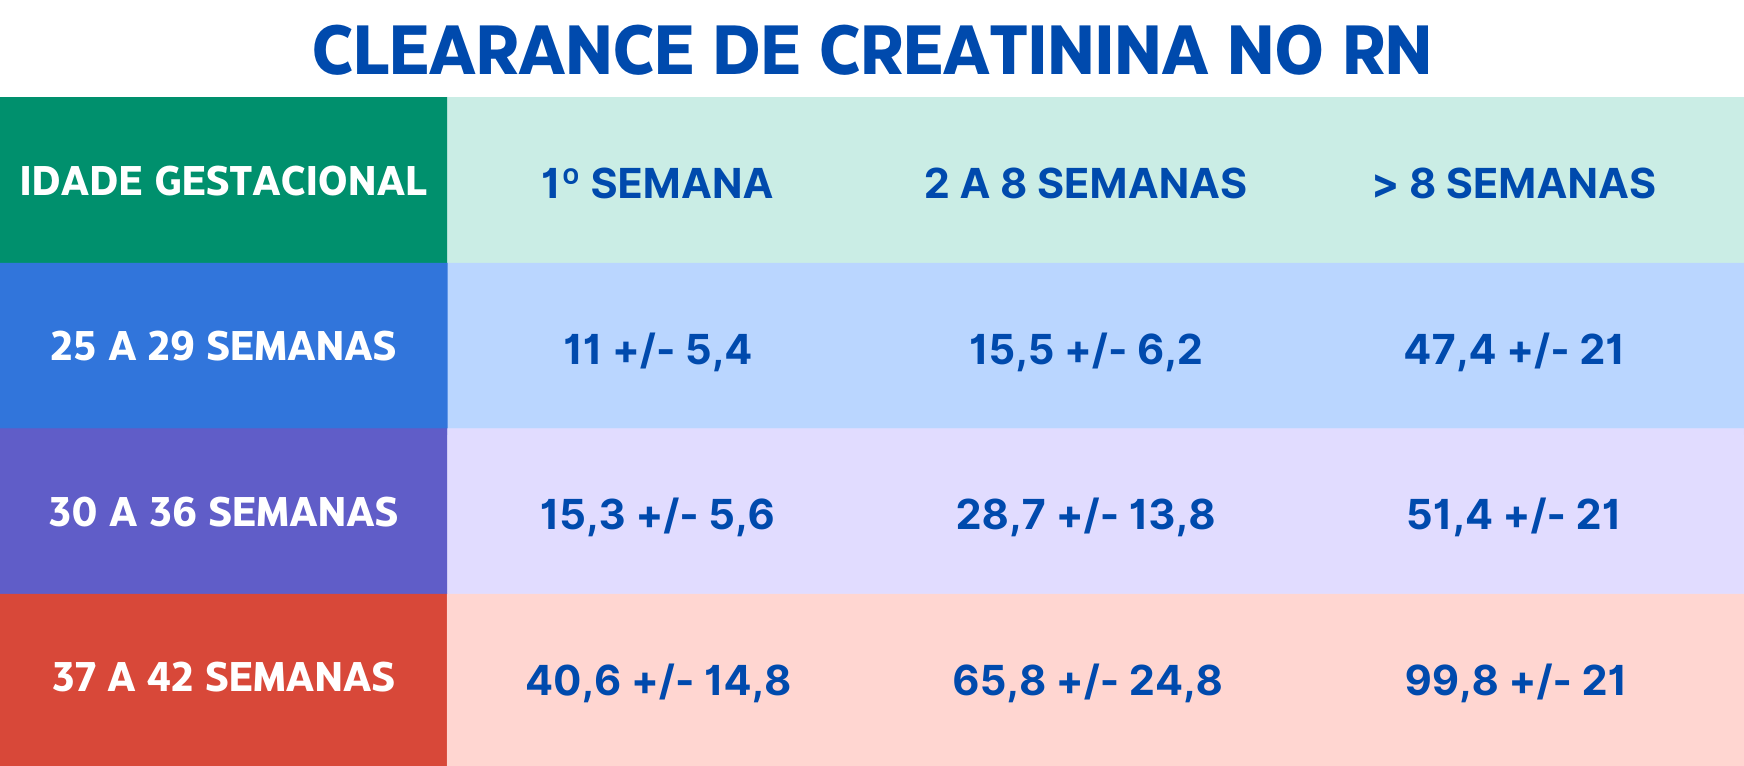 CLEARANCE DE CREATININA NO RN
IDADE GESTACIONAL 1º SEMANA 2 A 8 SEMANAS > 8 SEMANAS
25 A 29 SEMANAS 11 +/- 5,4 15,5 +/- 6,2 47,4 +/- 21
30 A 36 SEMANAS 15,3 +/- 5,6 28,7 +/- 13,8 51,4 +/- 21
37 A 42 SEMANAS 40,6 +/- 14,8 65,8 +/- 24,8 99,8 +/- 21